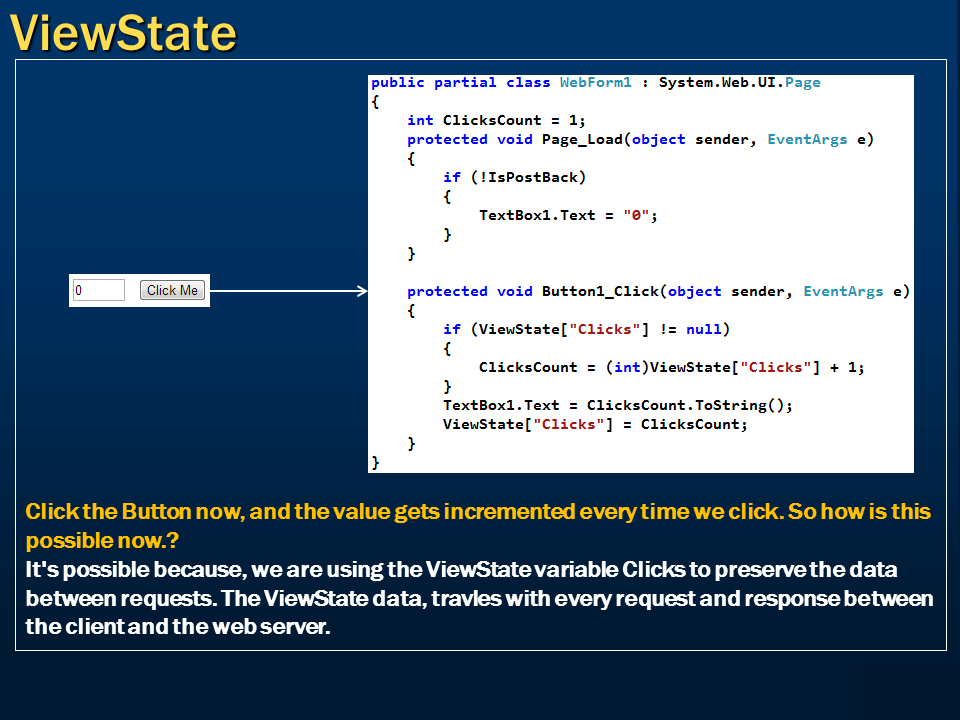 ViewState
public partial class WebForm1 : System.Web.UI.Page
{
    int ClicksCount = 1;
    protected void Page_Load(object sender, EventArgs e)
    {
        if (!IsPostBack)
        {
            TextBox1.Text = "0";
        }
    }
0 Click Me
    protected void Button1_Click(object sender, EventArgs e)
    {
        if (ViewState["Clicks"] != null)
        {
            ClicksCount = (int)ViewState["Clicks"] + 1;
        }
        TextBox1.Text = ClicksCount.ToString();
        ViewState["Clicks"] = ClicksCount;
    }
}
Click the Button now, and the value gets incremented every time we click. So how is this
possible now.?
It's possible because, we are using the ViewState variable Clicks to preserve the data
between requests. The ViewState data, travles with every request and response between
the client and the web server.